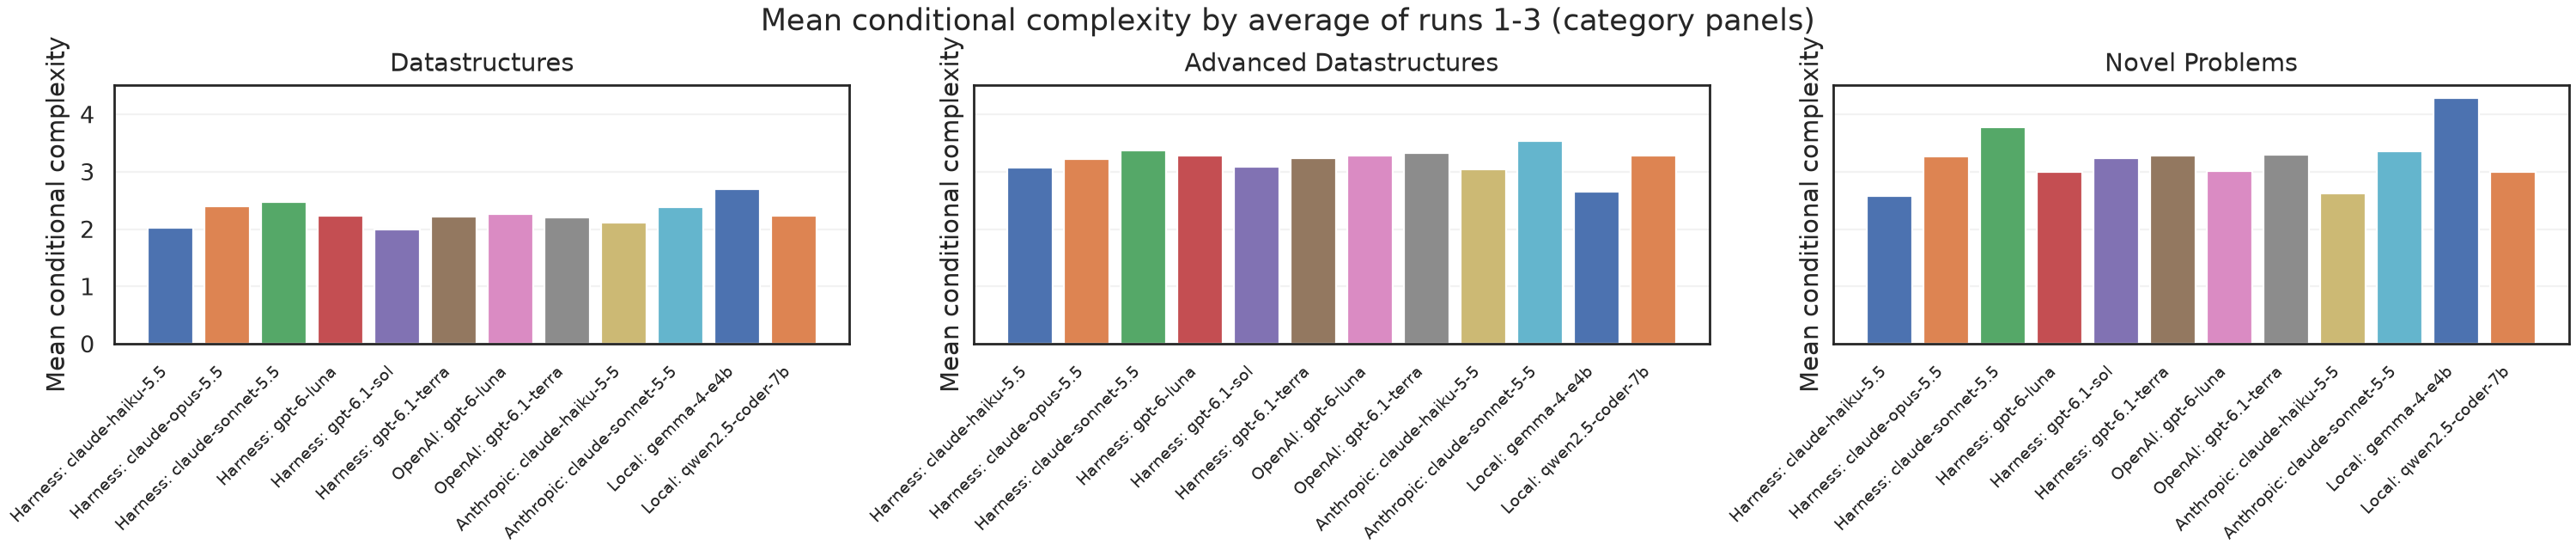 Mean conditional complexity by average of runs 1-3 (category panels)
Datastructures
Mean conditional complexity
4
3
2
1
0
Harness: claude-haiku-5.5
Harness: claude-opus-5.5
Harness: claude-sonnet-5.5
Harness: gpt-6-luna
Harness: gpt-6.1-sol
Harness: gpt-6.1-terra
OpenAI: gpt-6-luna
OpenAI: gpt-6.1-terra
Anthropic: claude-haiku-5-5
Anthropic: claude-sonnet-5-5
Local: gemma-4-e4b
Local: qwen2.5-coder-7b
Advanced Datastructures
Mean conditional complexity
Harness: claude-haiku-5.5
Harness: claude-opus-5.5
Harness: claude-sonnet-5.5
Harness: gpt-6-luna
Harness: gpt-6.1-sol
Harness: gpt-6.1-terra
OpenAI: gpt-6-luna
OpenAI: gpt-6.1-terra
Anthropic: claude-haiku-5-5
Anthropic: claude-sonnet-5-5
Local: gemma-4-e4b
Local: qwen2.5-coder-7b
Novel Problems
Mean conditional complexity
Harness: claude-haiku-5.5
Harness: claude-opus-5.5
Harness: claude-sonnet-5.5
Harness: gpt-6-luna
Harness: gpt-6.1-sol
Harness: gpt-6.1-terra
OpenAI: gpt-6-luna
OpenAI: gpt-6.1-terra
Anthropic: claude-haiku-5-5
Anthropic: claude-sonnet-5-5
Local: gemma-4-e4b
Local: qwen2.5-coder-7b